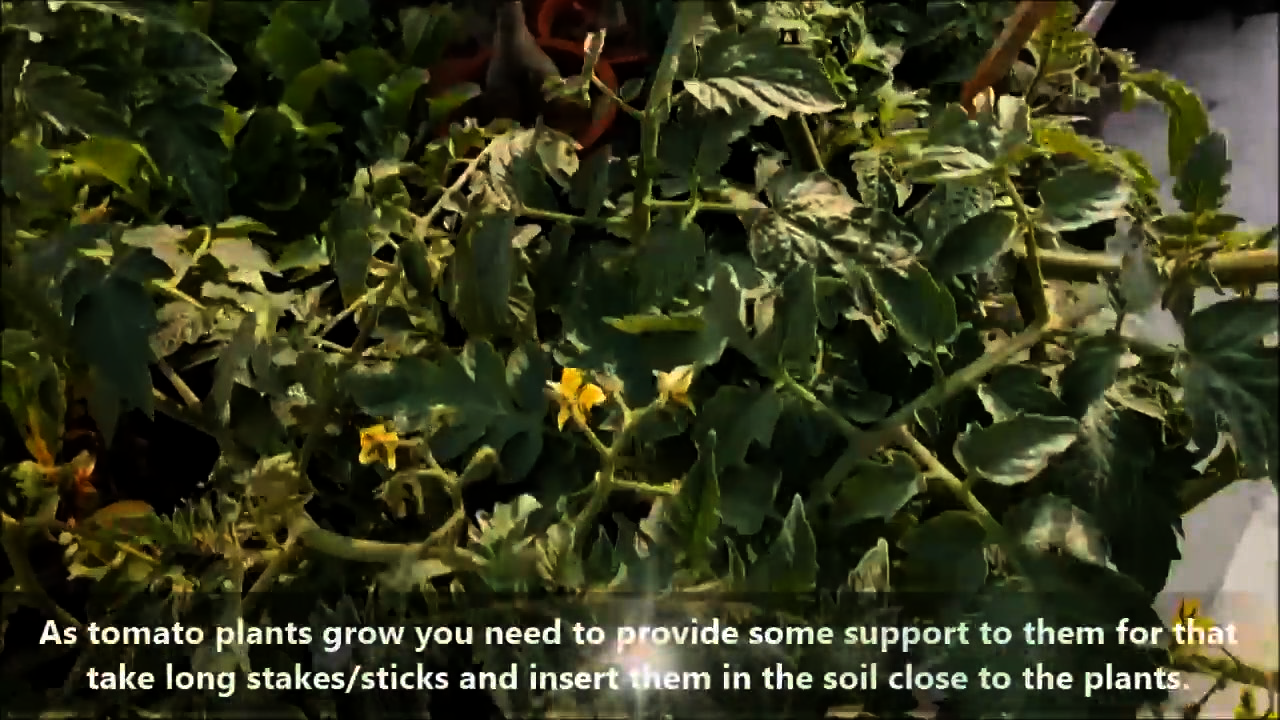 As tomato plants grow you need to provide some support to them for that
take long stakes/sticks and insert them in the soil close to the plants.